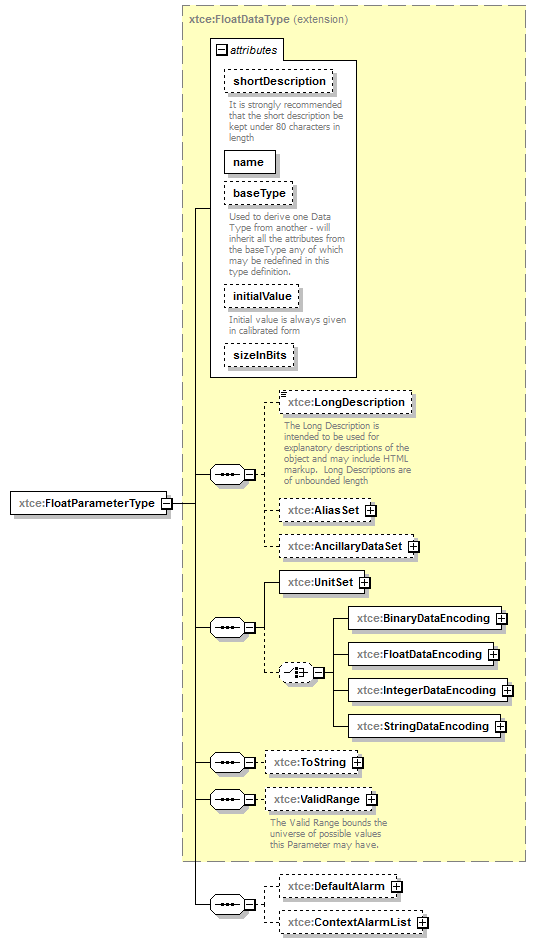 xtce:FloatDataType (extension)
attributes
shortDescription
It is strongly recommended
that the short description be
kept under 80 characters in
length
name
baseType
Used to derive one Data
Type from another - will
inherit all the attributes from
the baseType any of which
may be redefined in this
type definition.
initialValue
Initial value is always given
in calibrated form
sizeInBits
xtce:LongDescription
The Long Description is
intended to be used for
explanatory descriptions of the
object and may include HTML
markup.  Long Descriptions are
of unbounded length
xtce:FloatParameterType
xtce:AliasSet
xtce:AncillaryDataSet
xtce:UnitSet
xtce:BinaryDataEncoding
xtce:FloatDataEncoding
xtce:IntegerDataEncoding
xtce:StringDataEncoding
xtce:ToString
xtce:ValidRange
The Valid Range bounds the
universe of possible values
this Parameter may have.
xtce:DefaultAlarm
xtce:ContextAlarmList